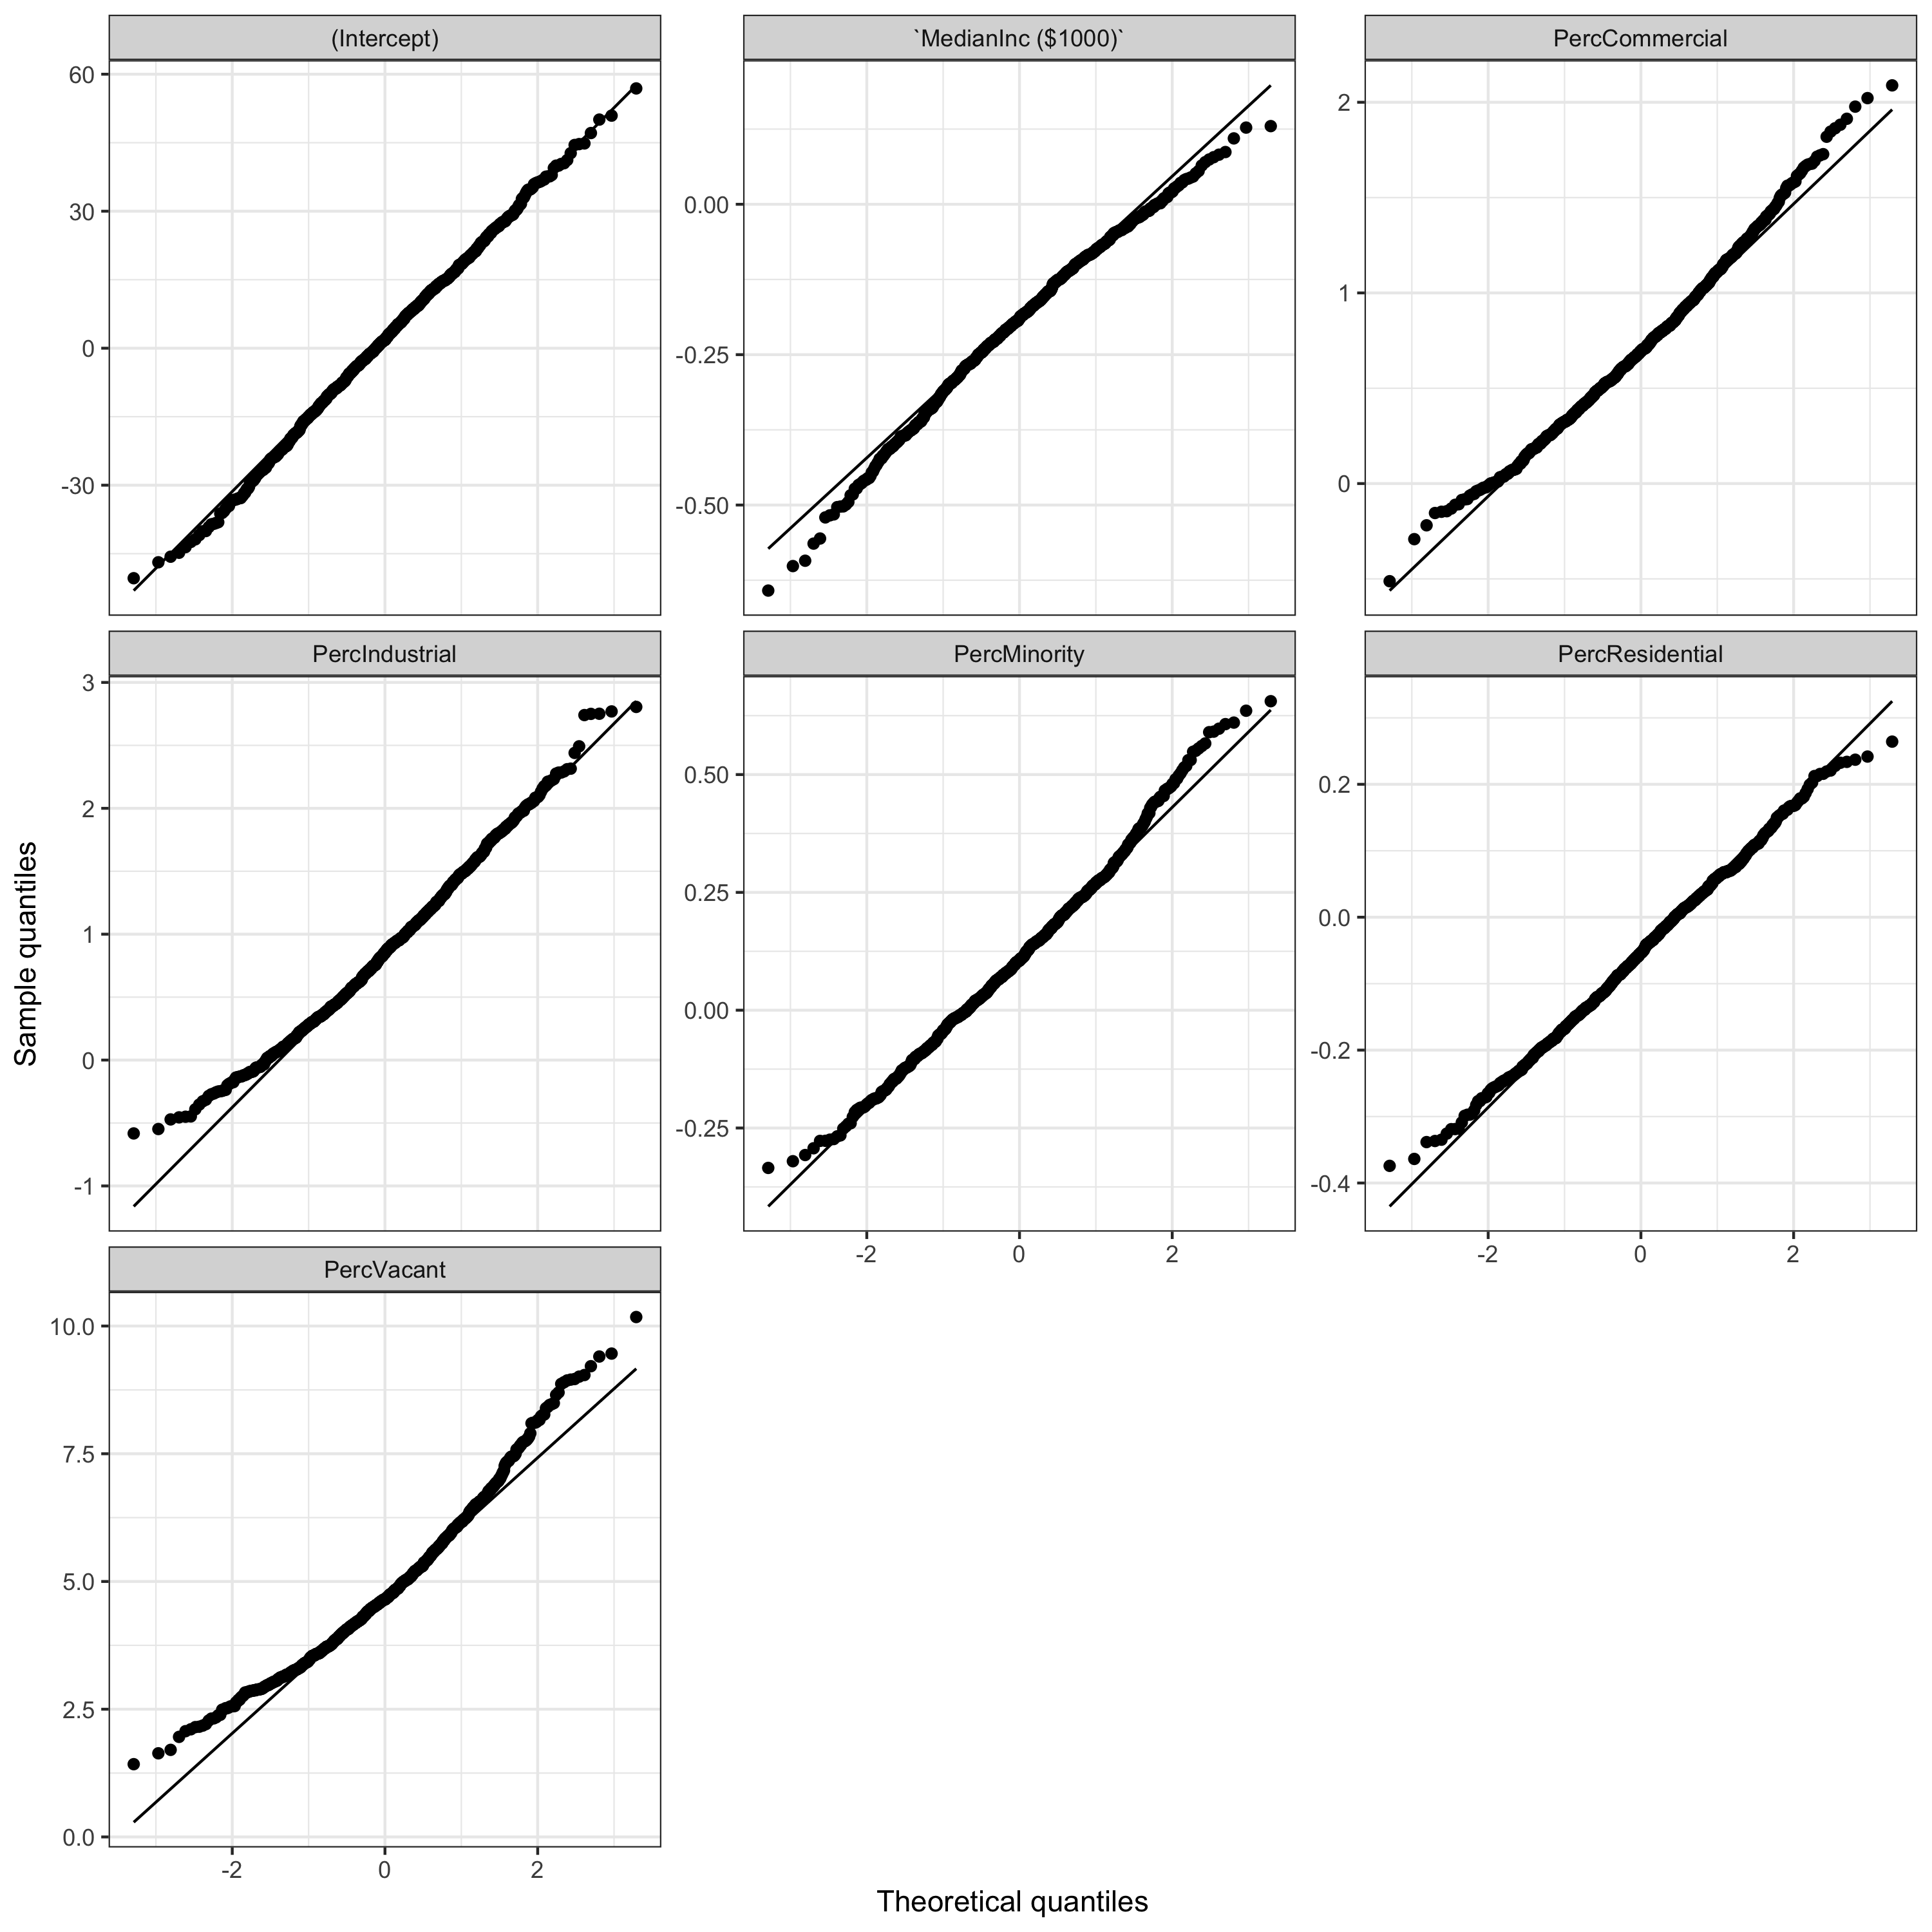 (Intercept)
`MedianInc ($1000)`
PercCommercial
60
30
0
-30
0.00
-0.25
-0.50
2
1
0
PercIndustrial
PercMinority
PercResidential
3
2
1
0
-1
0.50
0.25
0.00
-0.25
0.2
0.0
-0.2
-0.4
-2 0 2
-2 0 2
PercVacant
10.0
7.5
5.0
2.5
0.0
-2 0 2
Sample quantiles
Theoretical quantiles